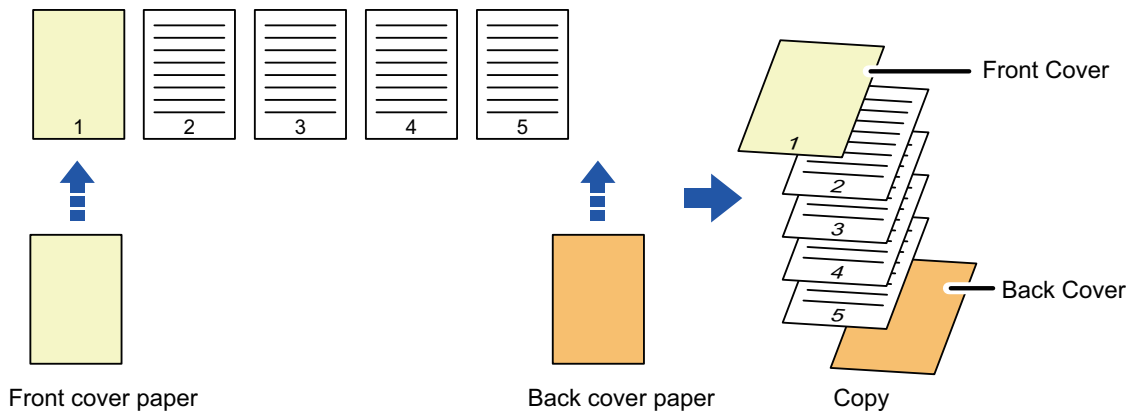 1 2 3 4 5
Front cover paper
Back cover paper
Front Cover
1
2
3
4
5
Back Cover
Copy